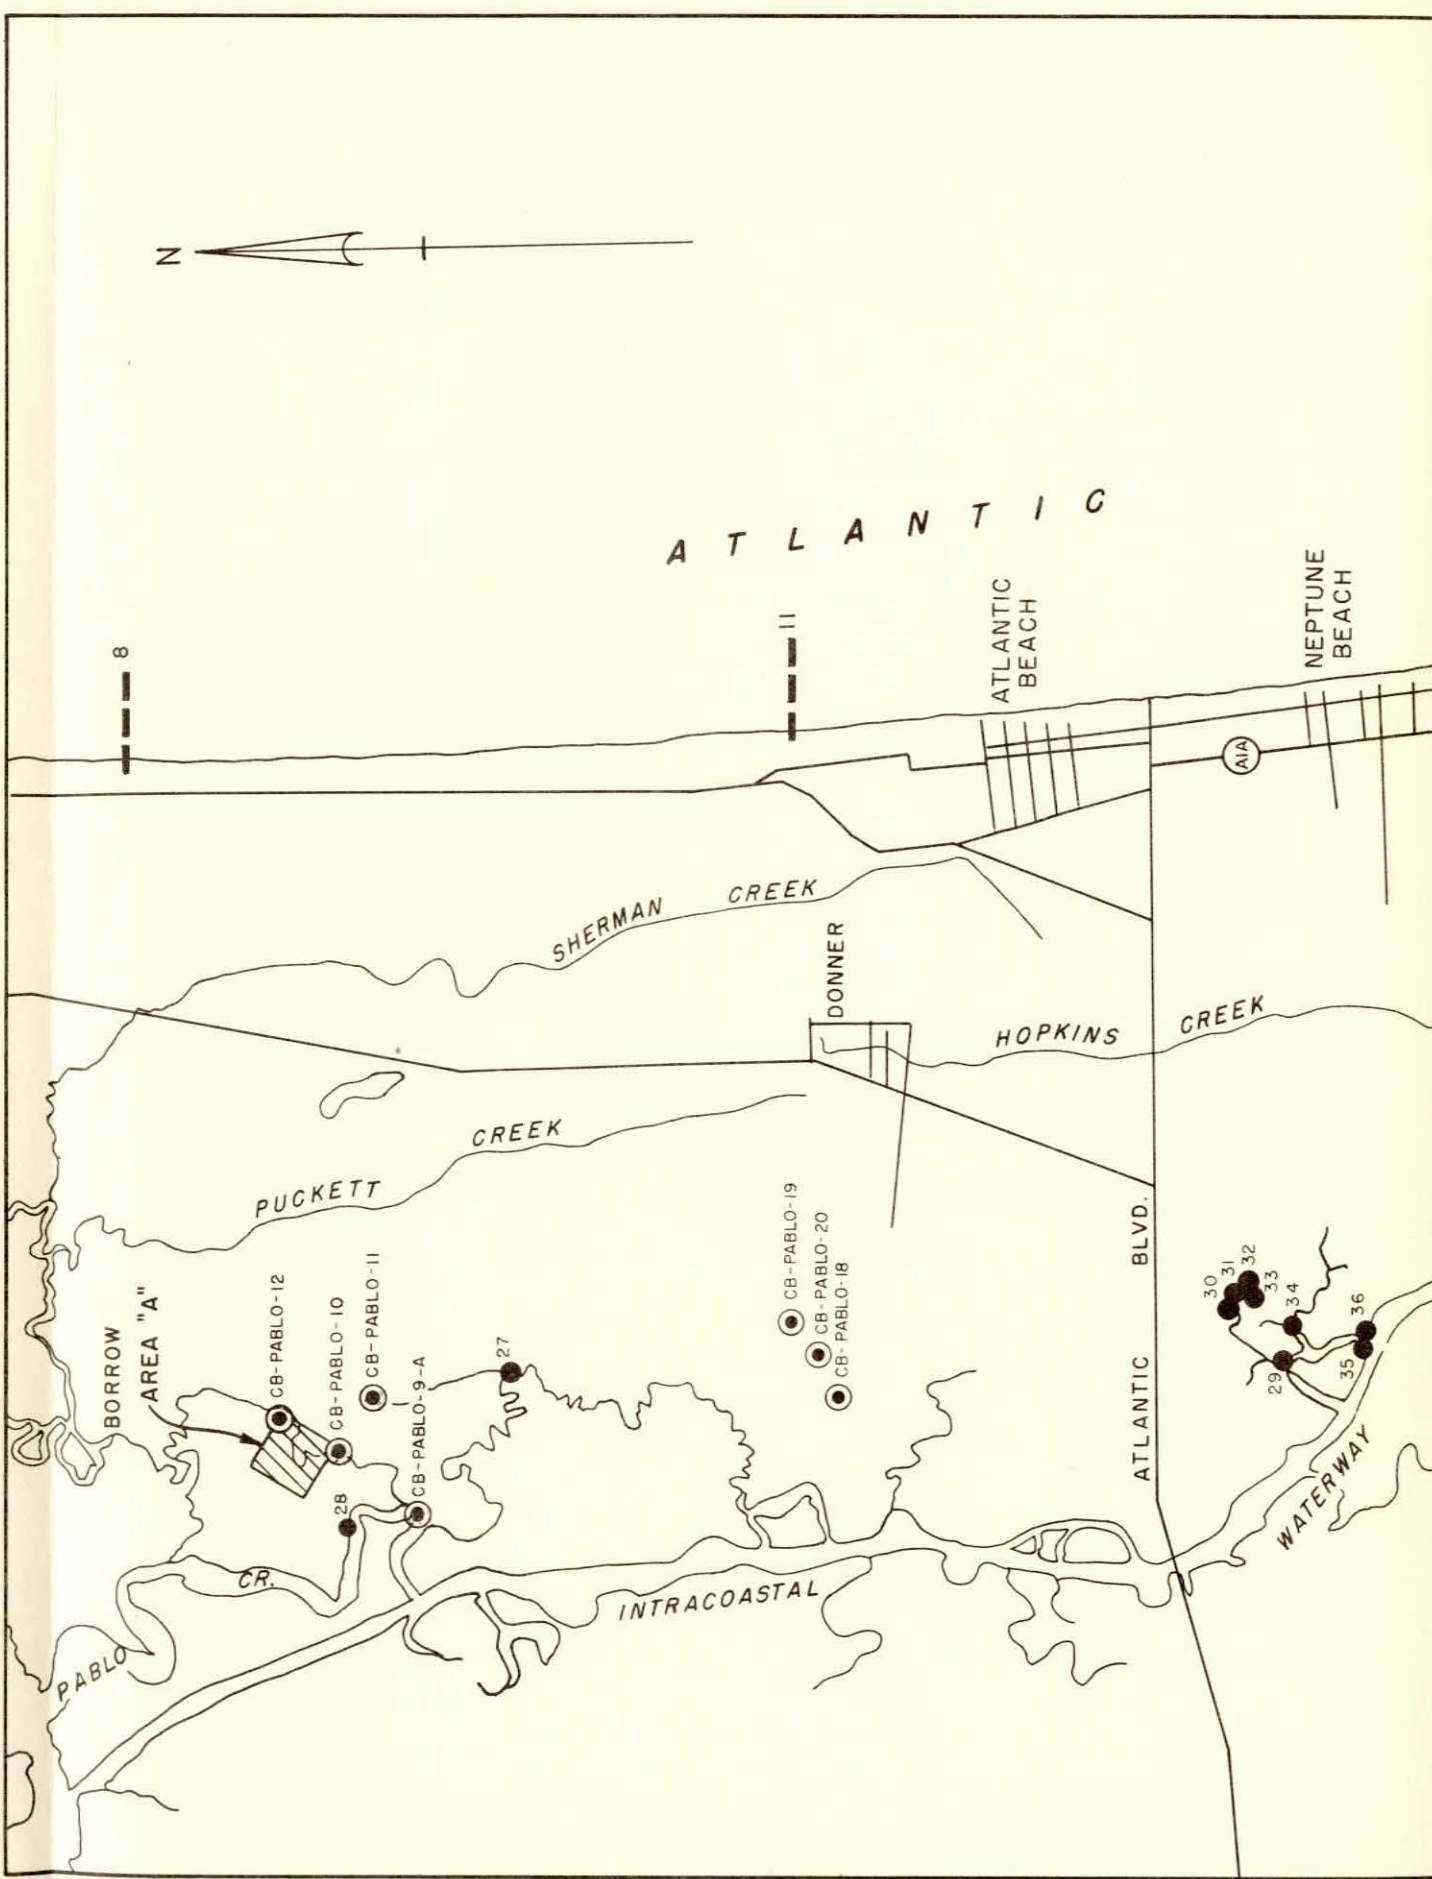 N
8
11
A T L A N T I C
ATLANTIC
BEACH
NEPTUNE
BEACH
A1A
SHERMAN CREEK
DONNER
HOPKINS CREEK
PUCKETT CREEK
BORROW
AREA "A"
CB-PABLO-12
CB-PABLO-10
CB-PABLO-11
CB-PABLO-9-A
27
28
CB-PABLO-19
CB-PABLO-20
CB-PABLO-18
ATLANTIC BLVD.
30
31
32
33
34
29
35
36
PABLO CR.
INTRACOASTAL WATERWAY